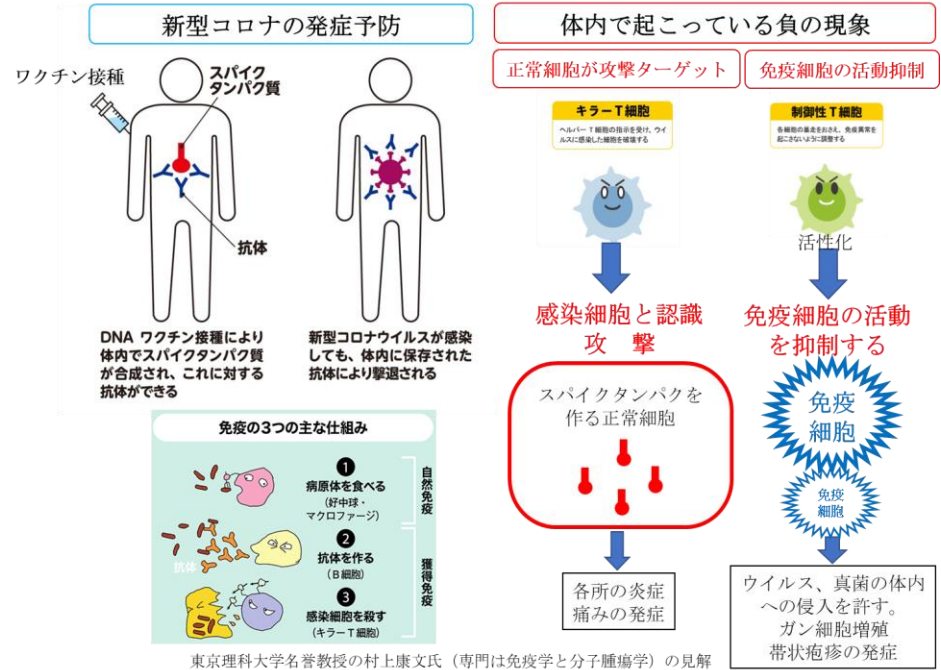 新型コロナの発症予防
ワクチン接種
スパイク
タンパク質
抗体
DNA ワクチン接種により
体内でスパイクタンパク質
が合成され、これに対する
抗体ができる
新型コロナウイルスが感染
しても、体内に保存された
抗体により撃退される
免疫の3つの主な仕組み
1
病原体を食べる
(好中球・
マクロファージ)
自然免疫
2
抗体を作る
(B細胞)
抗体
3
感染細胞を殺す
(キラーT細胞)
獲得免疫
体内で起こっている負の現象
正常細胞が攻撃ターゲット
キラーT細胞
ヘルパーT細胞の指示を受け、ウイ
ルスに感染した細胞を破壊する
感染細胞と認識
攻 撃
スパイクタンパクを
作る正常細胞
各所の炎症
痛みの発症
免疫細胞の活動抑制
制御性T細胞
各細胞の暴走をおさえ、免疫異常を
起こさないように調整する
活性化
免疫細胞の活動
を抑制する
免疫
細胞
免疫
細胞
ウイルス、真菌の体内
への侵入を許す。
ガン細胞増殖
帯状疱疹の発症
東京理科大学名誉教授の村上康文氏（専門は免疫学と分子腫瘍学）の見解